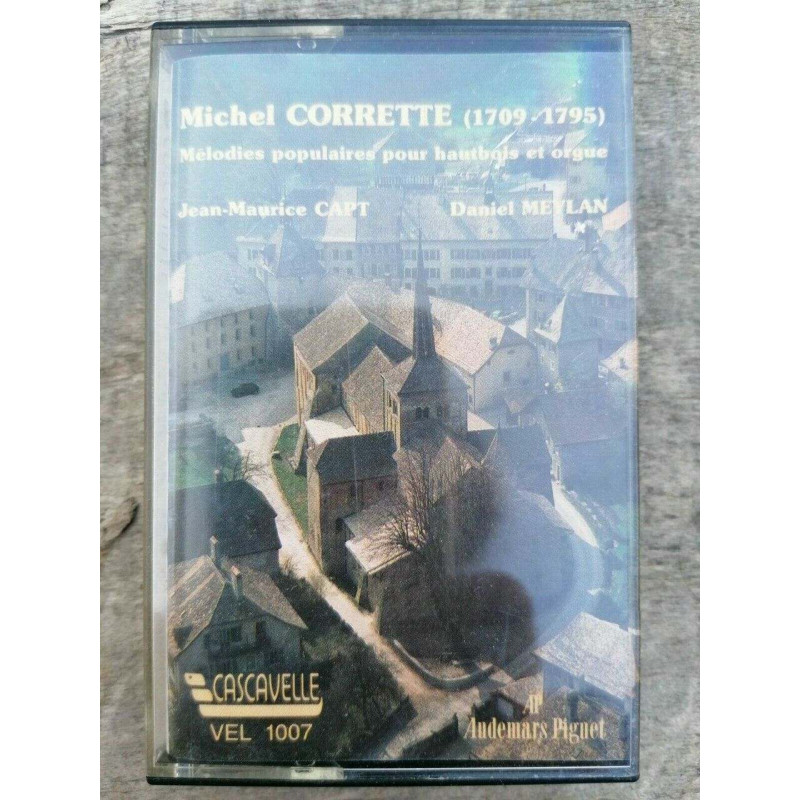 Michel CORRETTE (1709-1795)
Mélodies populaires pour hautbois et orgue
Jean-Maurice CAPT Daniel MEYLAN
CASCAVELLE
VEL 1007
AP
Audemars Piguet